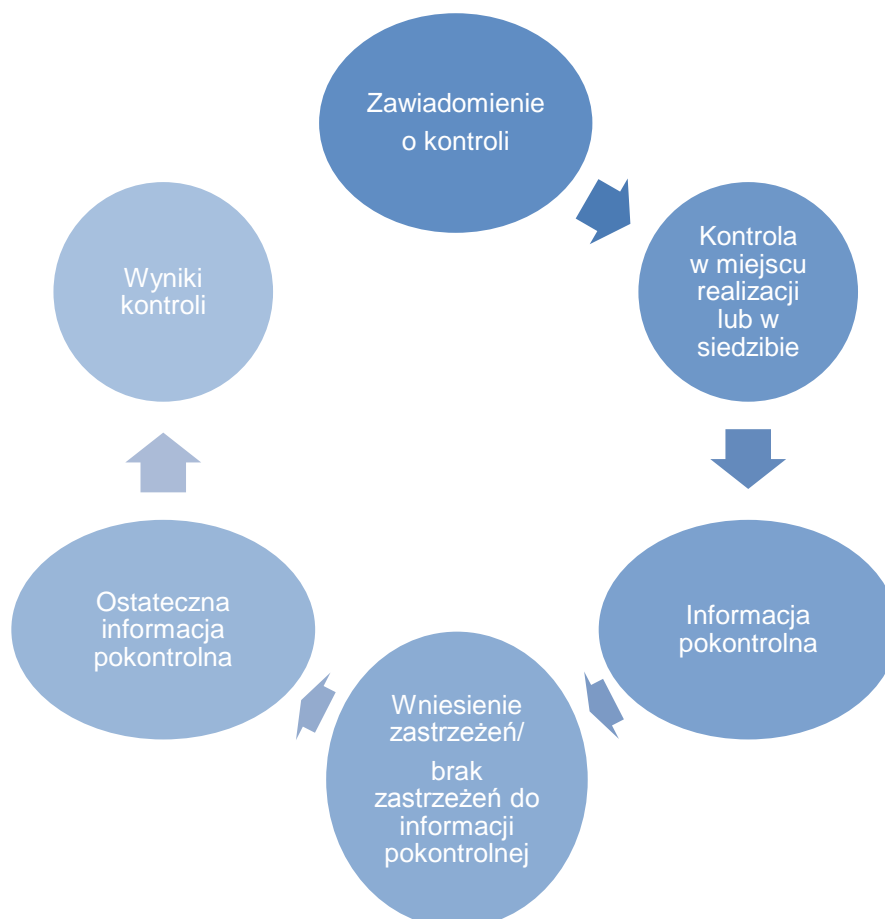 Zawiadomienie
o kontroli
Kontrola
w miejscu
realizacji
lub w
siedzibie
Informacja
pokontrolna
Wniesienie
zastrzeżeń/
brak
zastrzeżeń do
informacji
pokontrolnej
Ostateczna
informacja
pokontrolna
Wyniki
kontroli